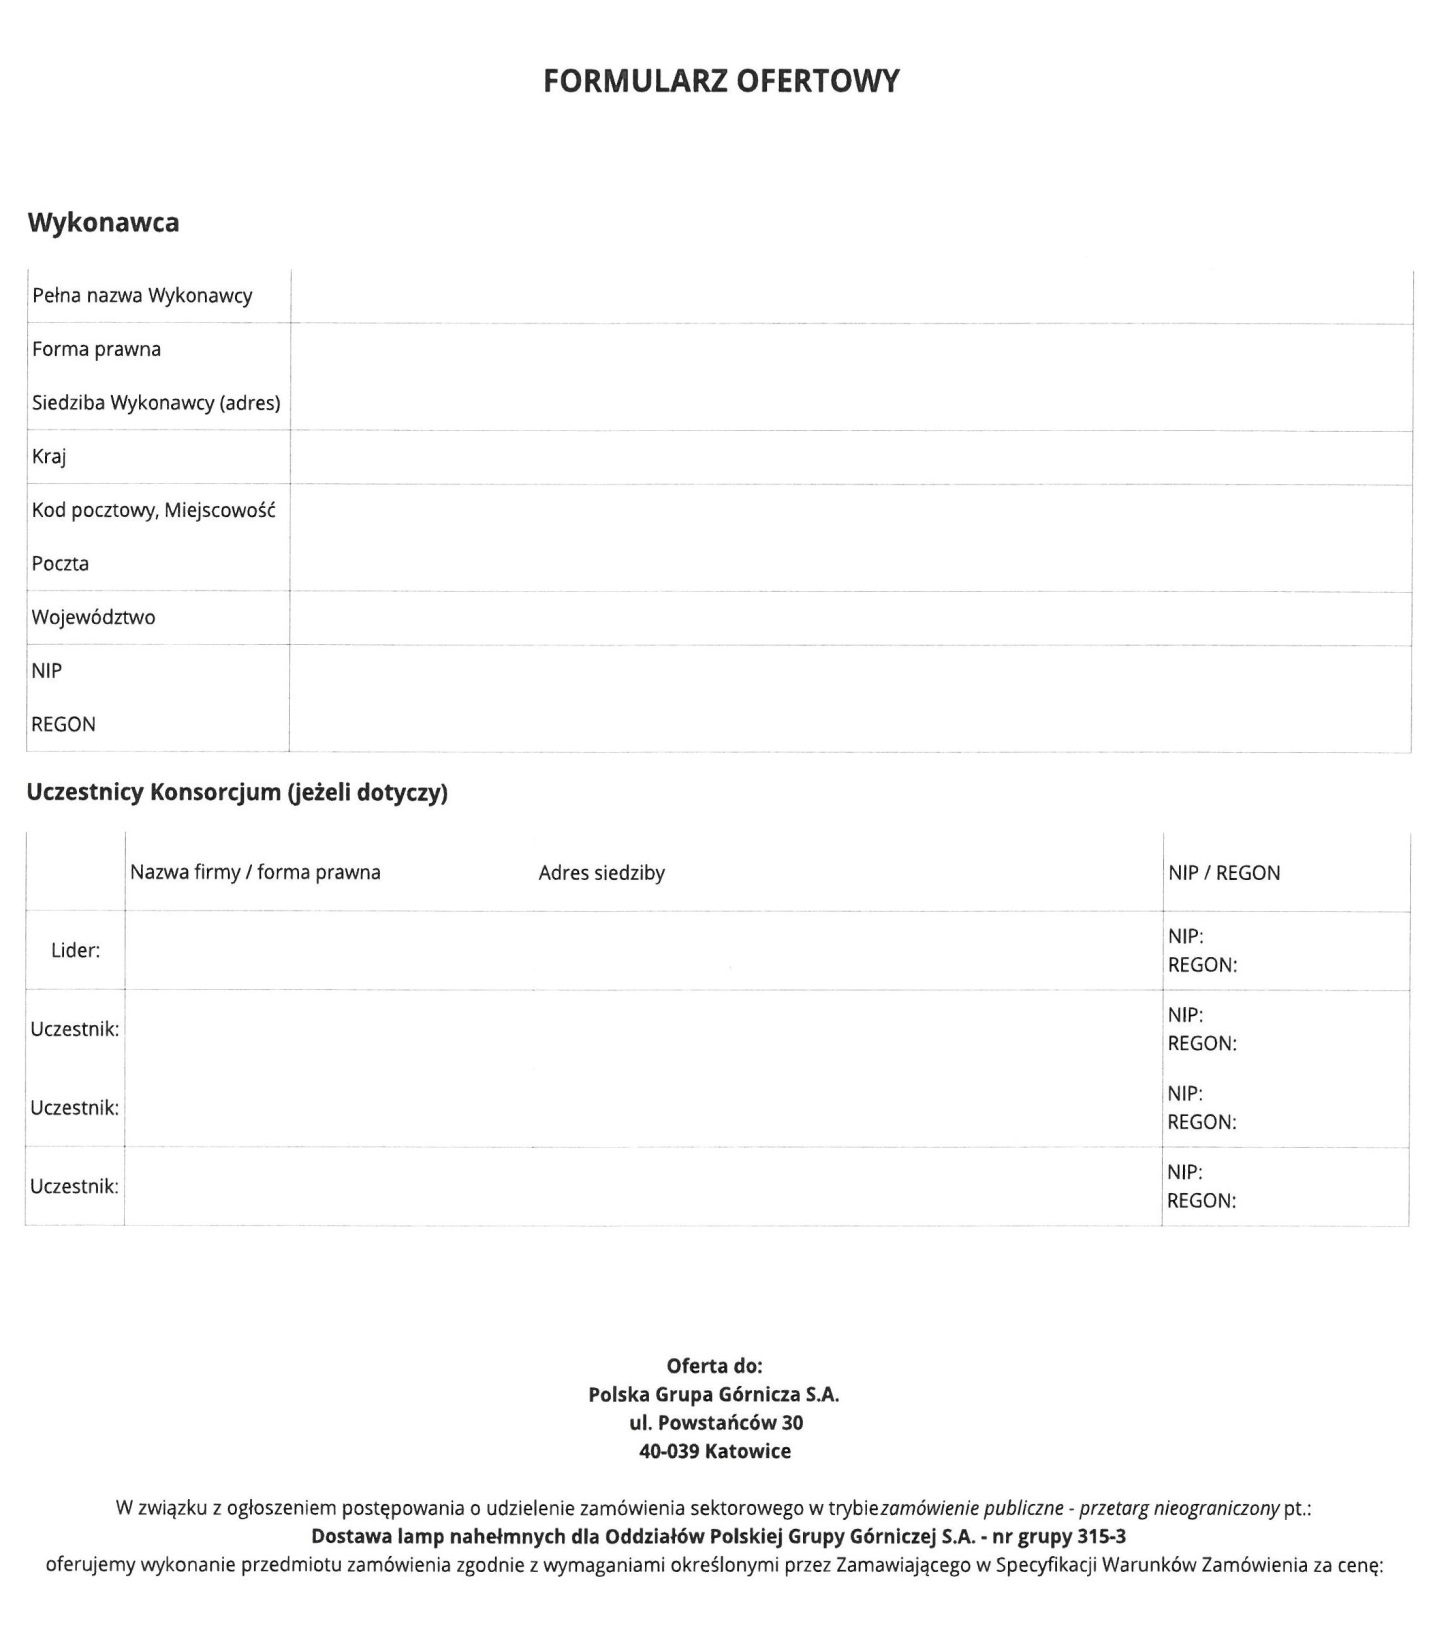 FORMULARZ OFERTOWY
Wykonawca
Pełna nazwa Wykonawcy
Forma prawna
Siedziba Wykonawcy (adres)
Kraj
Kod pocztowy, Miejscowość
Poczta
Województwo
NIP
REGON
Uczestnicy Konsorcjum (jeżeli dotyczy)
Nazwa firmy / forma prawna Adres siedziby NIP / REGON
Lider: NIP:
REGON:
Uczestnik: NIP:
REGON:
Uczestnik: NIP:
REGON:
Uczestnik: NIP:
REGON:
Oferta do:
Polska Grupa Górnicza S.A.
ul. Powstańców 30
40-039 Katowice
W związku z ogłoszeniem postępowania o udzielenie zamówienia sektorowego w trybiezamówienie publiczne - przetarg nieograniczony pt.:
Dostawa lamp nahełmnych dla Oddziałów Polskiej Grupy Górniczej S.A. - nr grupy 315-3
oferujemy wykonanie przedmiotu zamówienia zgodnie z wymaganiami określonymi przez Zamawiającego w Specyfikacji Warunków Zamówienia za cenę: